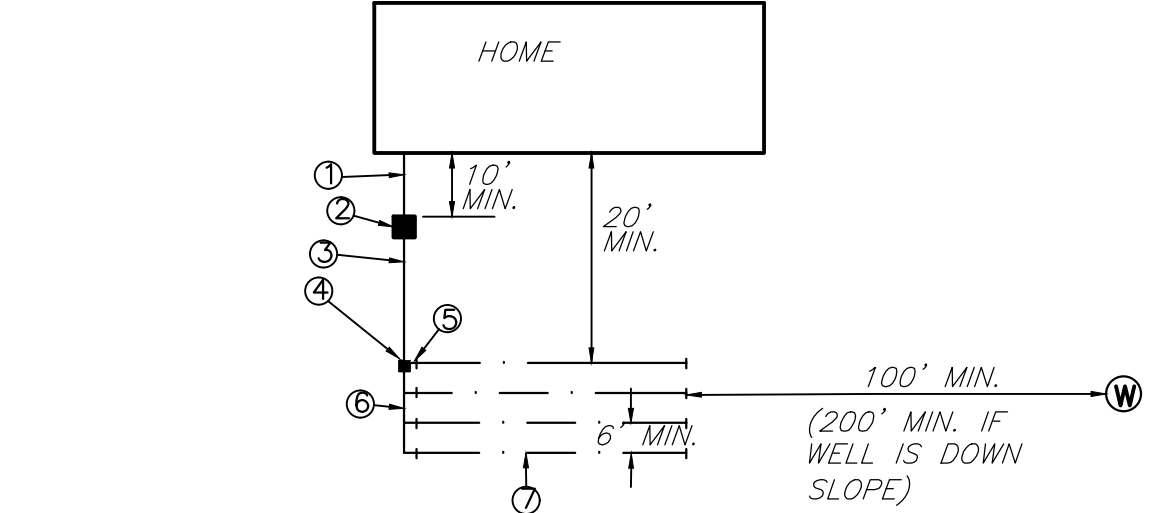 HOME
1
10'
MIN.
2
20'
MIN.
3
4
5
100' MIN.
W
6
(200' MIN. IF
WELL IS DOWN
SLOPE)
6' MIN.
7